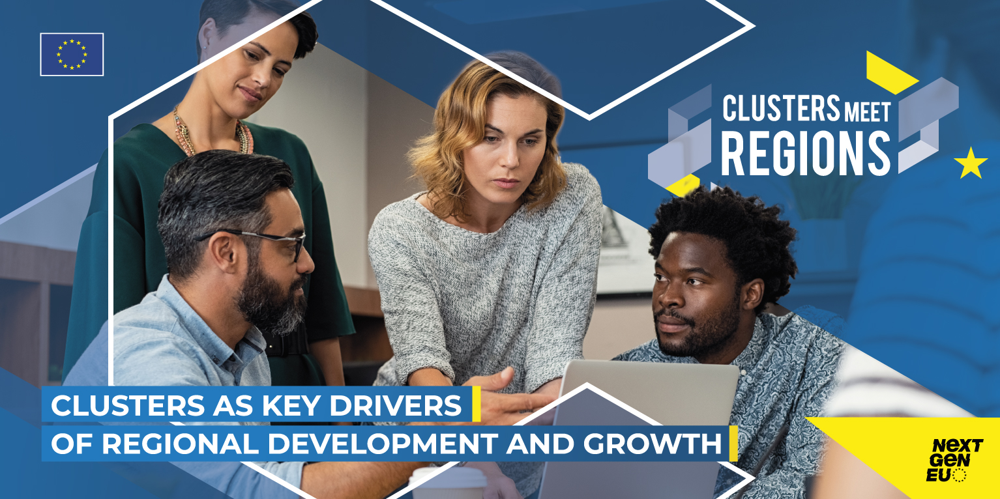 CLUSTERS MEET
REGIONS
CLUSTERS AS KEY DRIVERS
OF REGIONAL DEVELOPMENT AND GROWTH
NEXT
GEN
EU